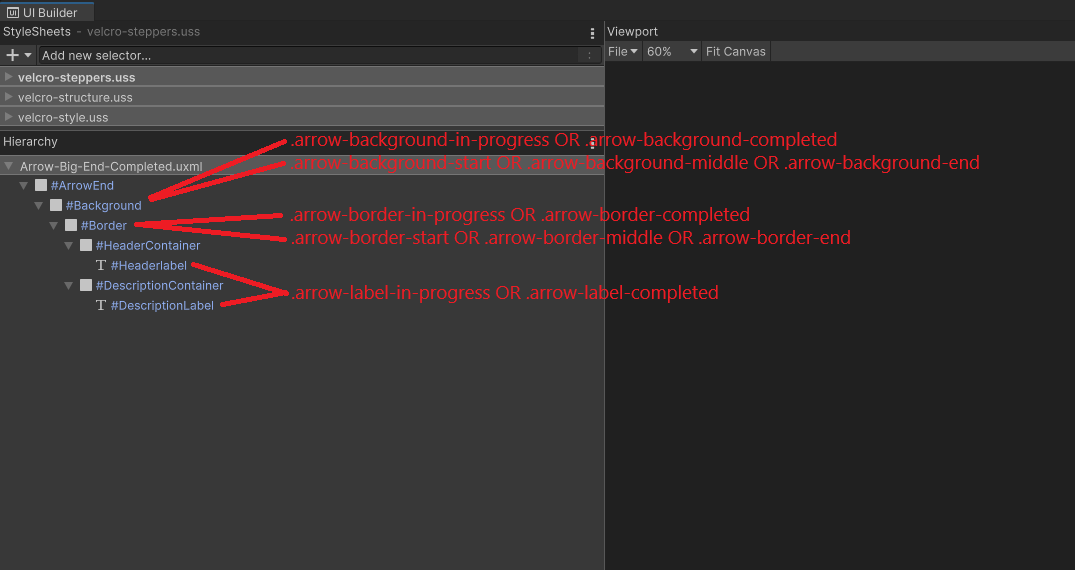 UI Builder
StyleSheets - velcro-steppers.uss
Viewport
Add new selector...
File 60% Fit Canvas
velcro-steppers.uss
velcro-structure.uss
velcro-style.uss
Hierarchy
.arrow-background-in-progress OR .arrow-background-completed
Arrow-Big-End-Completed.uxml
.arrow-background-start OR .arrow-background-middle OR .arrow-background-end
#ArrowEnd
#Background
.arrow-border-in-progress OR .arrow-border-completed
#Border
.arrow-border-start OR .arrow-border-middle OR .arrow-border-end
#HeaderContainer
#Headerlabel
#DescriptionContainer
.arrow-label-in-progress OR .arrow-label-completed
#DescriptionLabel